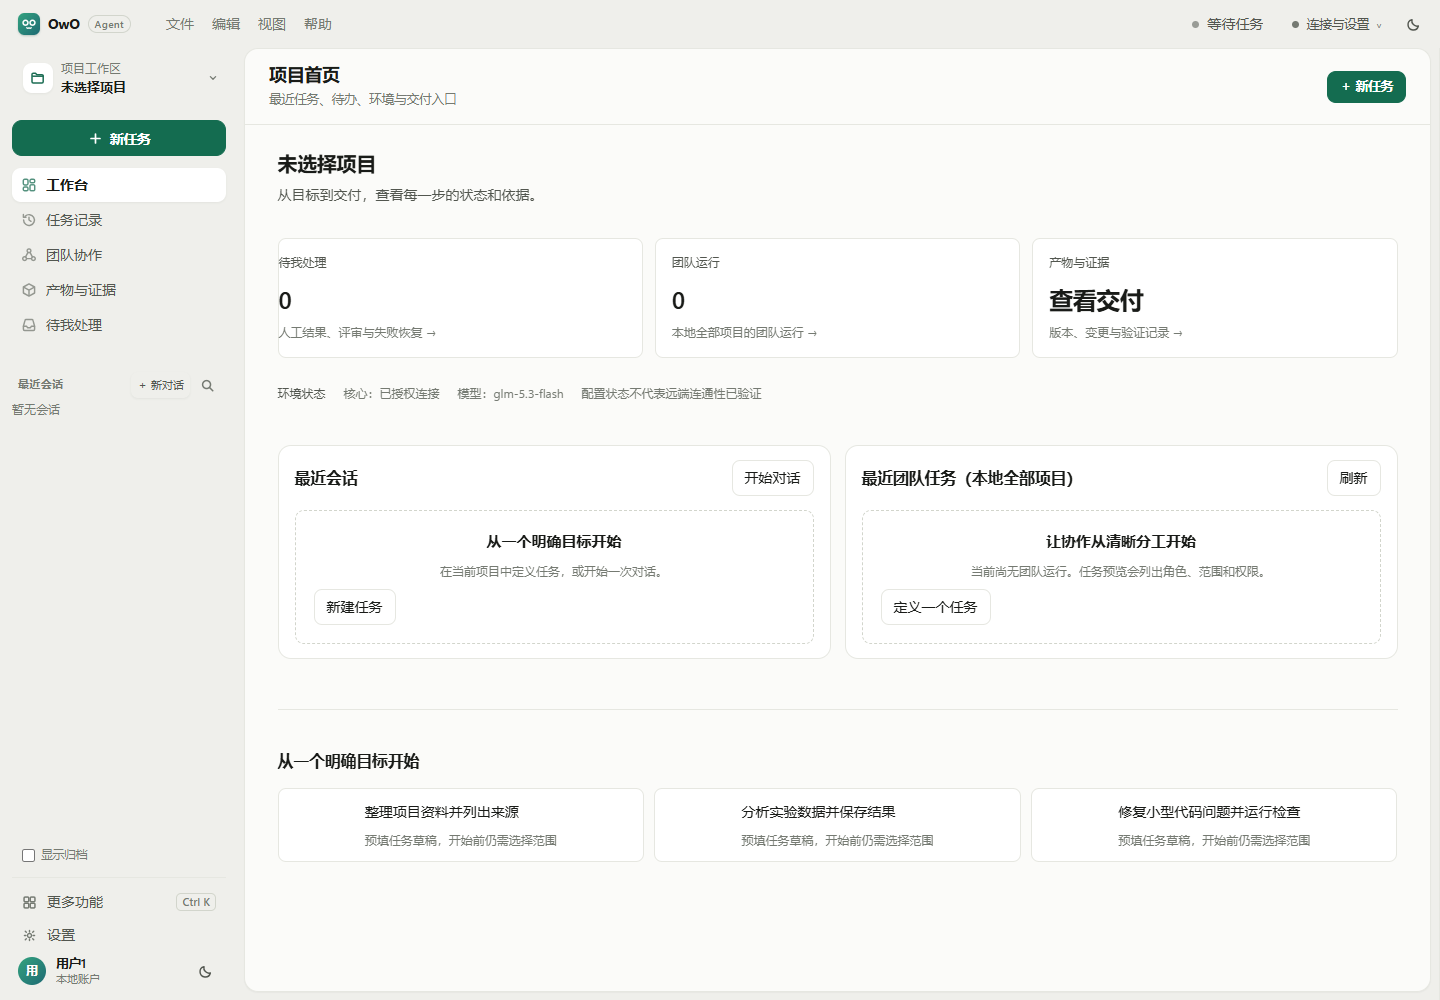 OwO Agent 文件 编辑 视图 帮助 等待任务 连接与设置
项目工作区
未选择项目
+ 新任务
工作台
任务记录
团队协作
产物与证据
待我处理
最近会话 + 新对话
暂无会话
显示归档
更多功能 Ctrl K
设置
用 用户1
本地账户
项目首页
最近任务、待办、环境与交付入口
+ 新任务
未选择项目
从目标到交付，查看每一步的状态和依据。
待我处理
0
人工结果、评审与失败恢复 →
团队运行
0
本地全部项目的团队运行 →
产物与证据
查看交付
版本、变更与验证记录 →
环境状态 核心：已授权连接 模型：glm-5.3-flash 配置状态不代表远端连通性已验证
最近会话 开始对话
从一个明确目标开始
在当前项目中定义任务，或开始一次对话。
新建任务
最近团队任务（本地全部项目） 刷新
让协作从清晰分工开始
当前尚无团队运行。任务预览会列出角色、范围和权限。
定义一个任务
从一个明确目标开始
整理项目资料并列出来源
预填任务草稿，开始前仍需选择范围
分析实验数据并保存结果
预填任务草稿，开始前仍需选择范围
修复小型代码问题并运行检查
预填任务草稿，开始前仍需选择范围